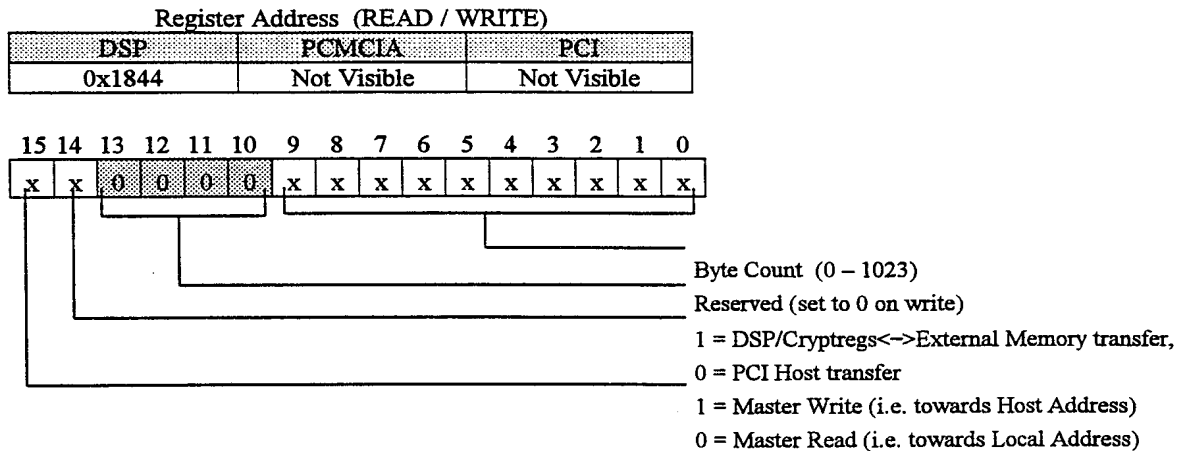 Register Address (READ / WRITE)
DSP PCMCIA PCI
0x1844 Not Visible Not Visible
15 14 13 12 11 10 9 8 7 6 5 4 3 2 1 0
x x 0 0 0 0 x x x x x x x x x x
Byte Count (0 – 1023)
Reserved (set to 0 on write)
1 = DSP/Cryptregs<->External Memory transfer,
0 = PCI Host transfer
1 = Master Write (i.e. towards Host Address)
0 = Master Read (i.e. towards Local Address)